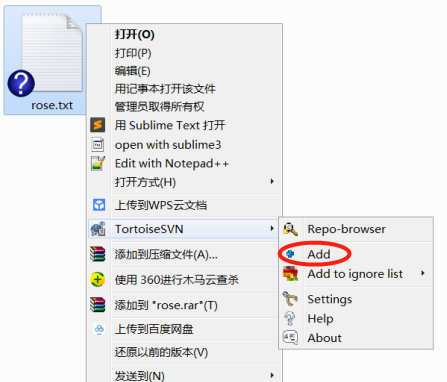 rose.txt
打开(O)
打印(P)
编辑(E)
用记事本打开该文件
管理员取得所有权
用 Sublime Text 打开
open with sublime3
Edit with Notepad++
打开方式(H)
上传到WPS云文档
TortoiseSVN
添加到压缩文件(A)...
使用 360进行木马云查杀
添加到 "rose.rar"(T)
上传到百度网盘
还原以前的版本(V)
发送到(N)
Repo-browser
Add
Add to ignore list
Settings
Help
About